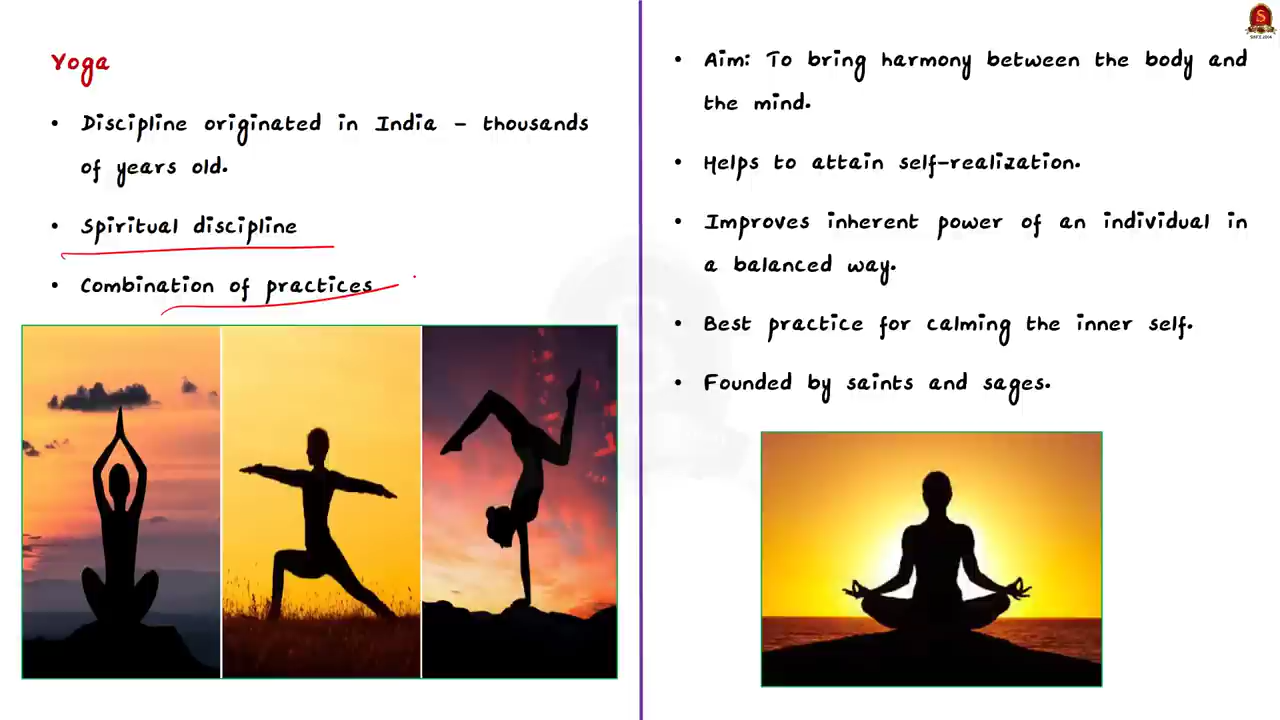 Yoga
• Discipline originated in India - thousands
of years old.
• Spiritual discipline
• Combination of practices
• Aim: To bring harmony between the body and
the mind.
• Helps to attain self-realization.
• Improves inherent power of an individual in
a balanced way.
• Best practice for calming the inner self.
• Founded by saints and sages.